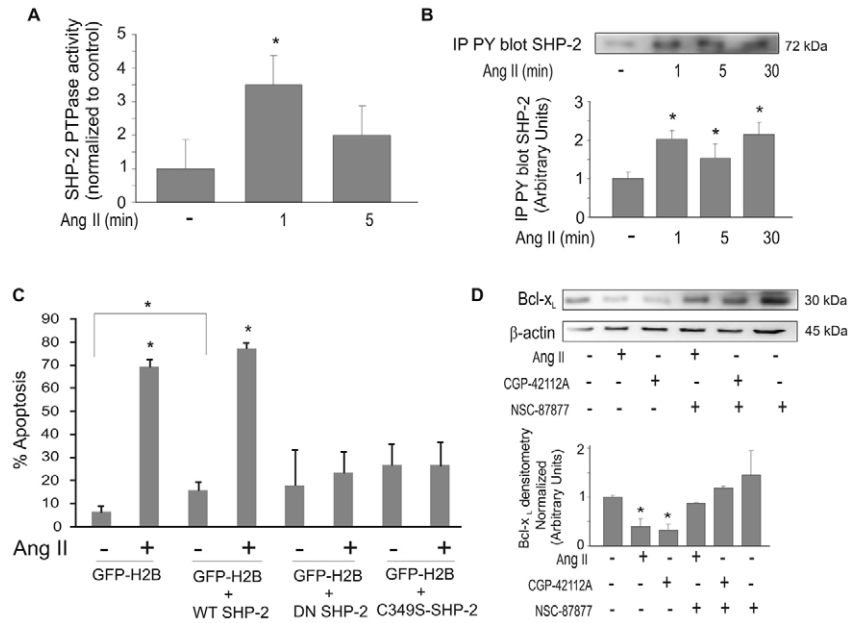 A
SHP-2 PTPase activity
(normalized to control)
5
4
3
2
1
0
Ang II (min) - 1 5
*
B
IP PY blot SHP-2 72 kDa
Ang II (min) - 1 5 30
IP PY blot SHP-2
(Arbitrary Units)
4
3
2
1
0
* * *
Ang II (min) - 1 5 30
C
% Apoptosis
90
80
70
60
50
40
30
20
10
0
*
* *
Ang II - + - + - + - +
GFP-H2B GFP-H2B GFP-H2B GFP-H2B
+ + +
WT SHP-2 DN SHP-2 C349S-SHP-2
D
Bcl-xL 30 kDa
β-actin 45 kDa
Ang II - + - + - -
CGP-42112A - - + - + -
NSC-87877 - - - + + +
Bcl-xL densitometry
Normalized
(Arbitrary Units)
2
1
0
* *
Ang II - + - + - -
CGP-42112A - - + - + -
NSC-87877 - - - + + +